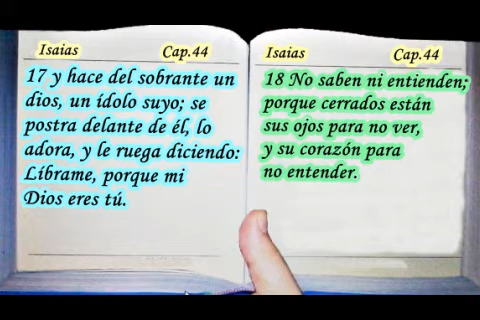 Isaias Cap.44
17 y hace del sobrante un
dios, un ídolo suyo; se
postra delante de él, lo
adora, y le ruega diciendo:
Líbrame, porque mi
Dios eres tú.
Isaias Cap.44
18 No saben ni entienden;
porque cerrados están
sus ojos para no ver,
y su corazón para
no entender.